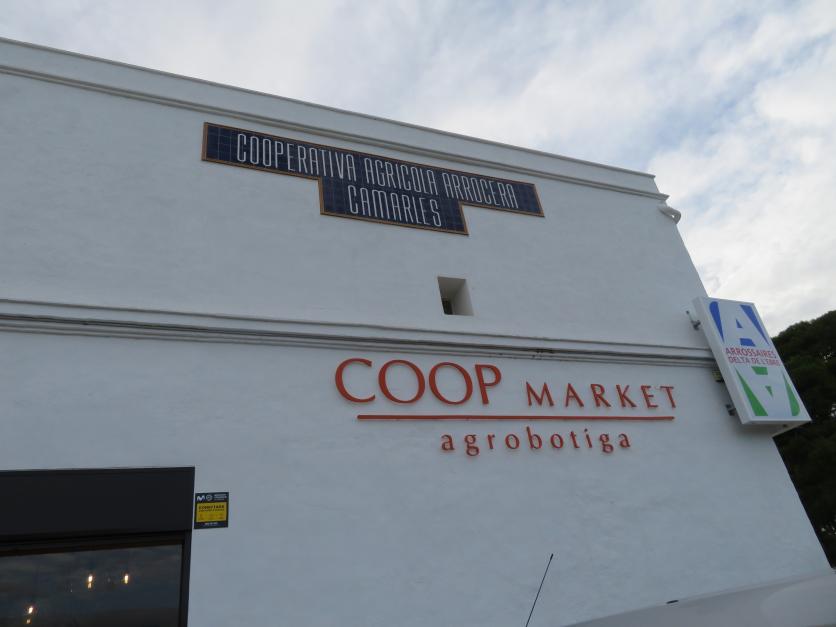 COOPERATIVA AGRICOLA ARROCERA
CAMARLES
COOP MARKET
agrobotiga
ARROSSAIRES
DELTA DE L'EBRE